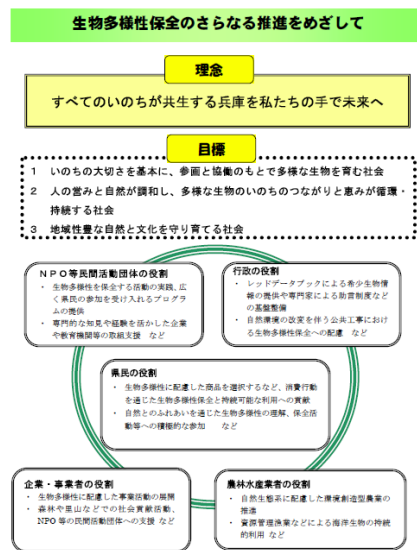 生物多様性保全のさらなる推進をめざして
理念
すべてのいのちが共生する兵庫を私たちの手で未来へ
目標
1 いのちの大切さを基本に、参画と協働のもとで多様な生物を育む社会
2 人の営みと自然が調和し、多様な生物のいのちのつながりと恵みが循環・
持続する社会
3 地域性豊かな自然と文化を守り育てる社会
NPO等民間活動団体の役割
・ 生物多様性を保全する活動の実践、広
く県民の参加を受け入れるプログラ
ムの提供
・ 専門的な知見や経験を活かした企業
や教育機関等の取組支援 など
行政の役割
・ レッドデータブックによる希少生物情
報の提供や専門家による助言制度など
の基盤整備
・ 自然環境の改変を伴う公共工事におけ
る生物多様性保全への配慮 など
県民の役割
・ 生物多様性に配慮した商品を選択するなど、消費行動
を通じた生物多様性保全と持続可能な利用への貢献
・ 自然とのふれあいを通じた生物多様性の理解、保全活
動等への積極的な参加 など
企業・事業者の役割
・ 生物多様性に配慮した事業活動の展開
・ 森林や里山などでの社会貢献活動、
NPO等の民間活動団体への支援 など
農林水産業者の役割
・ 自然生態系に配慮した環境創造型農業の
推進
・ 資源管理漁業などによる海洋生物の持続
的利用 など